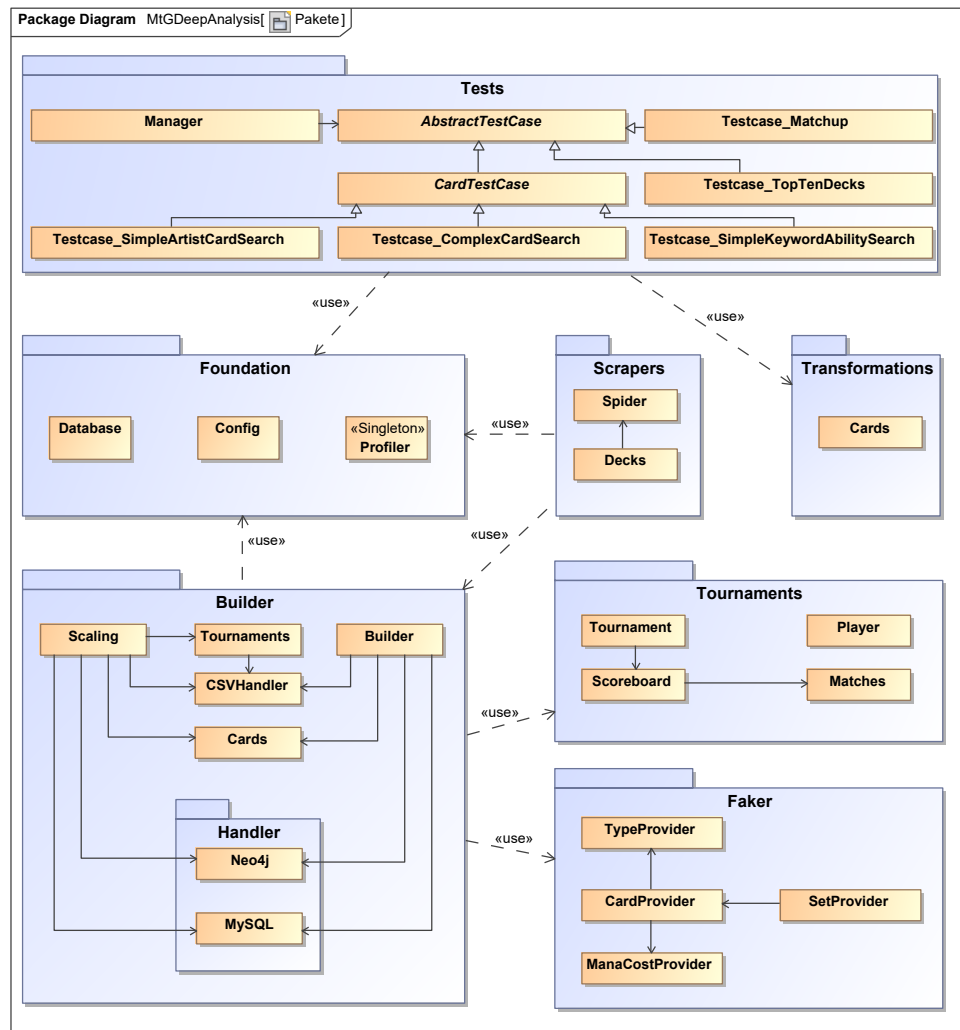 Package Diagram MtGDeepAnalysis[ Pakete ]
Tests
Manager
AbstractTestCase
Testcase_Matchup
CardTestCase
Testcase_TopTenDecks
Testcase_SimpleArtistCardSearch
Testcase_ComplexCardSearch
Testcase_SimpleKeywordAbilitySearch
«use»
«use»
Foundation
Database
Config
«Singleton»
Profiler
«use»
Scrapers
Spider
Decks
Transformations
Cards
«use»
«use»
Builder
Scaling
Tournaments
Builder
CSVHandler
Cards
Handler
Neo4j
MySQL
«use»
Tournaments
Tournament
Player
Scoreboard
Matches
«use»
Faker
TypeProvider
CardProvider
SetProvider
ManaCostProvider